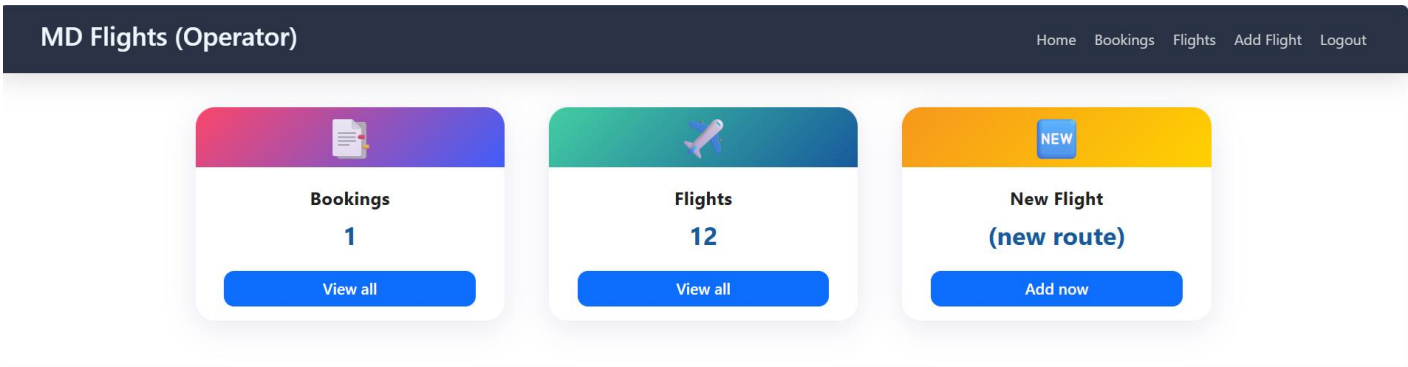 MD Flights (Operator)
Home Bookings Flights Add Flight Logout
NEW
Bookings
1
View all
Flights
12
View all
New Flight
(new route)
Add now